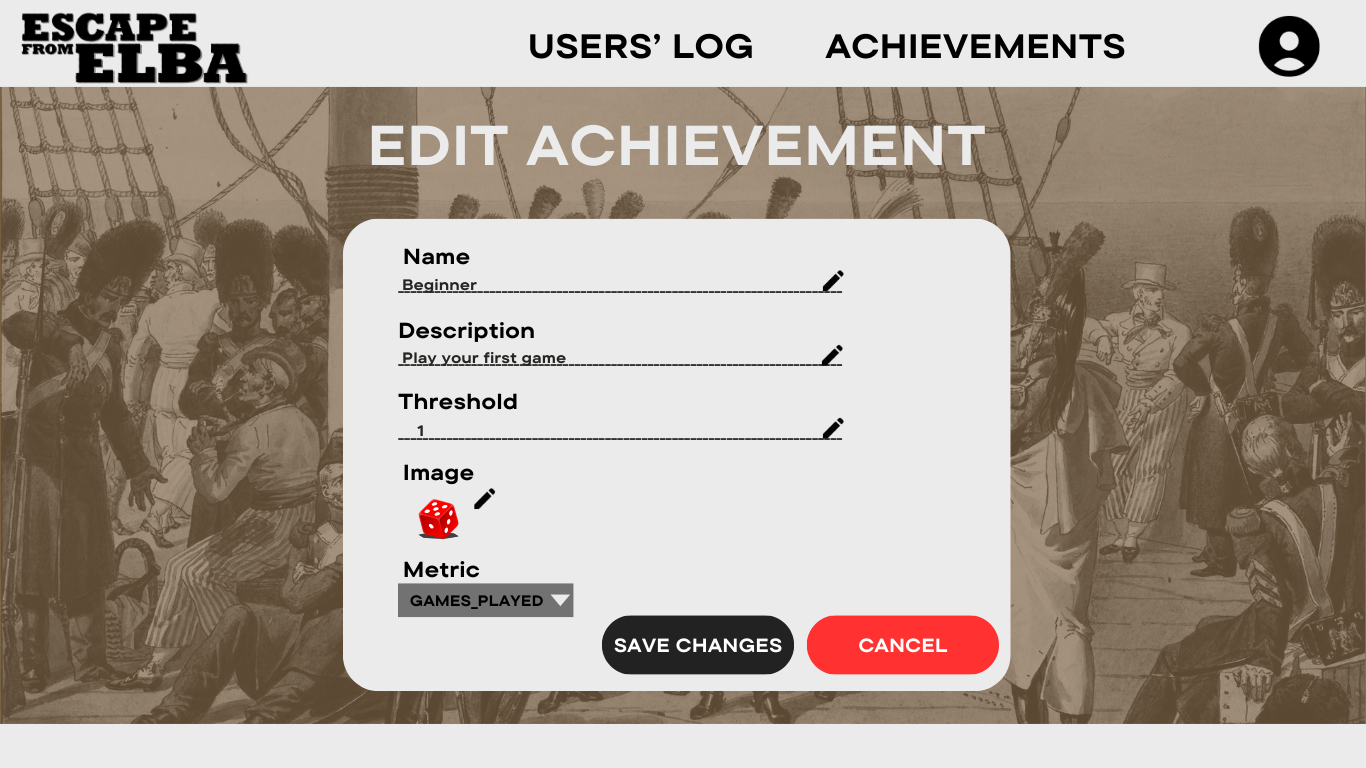 ESCAPE
FROM ELBA
USERS’ LOG
ACHIEVEMENTS
EDIT ACHIEVEMENT
Name
Beginner
Description
Play your first game
Threshold
1
Image
Metric
GAMES_PLAYED
SAVE CHANGES
CANCEL